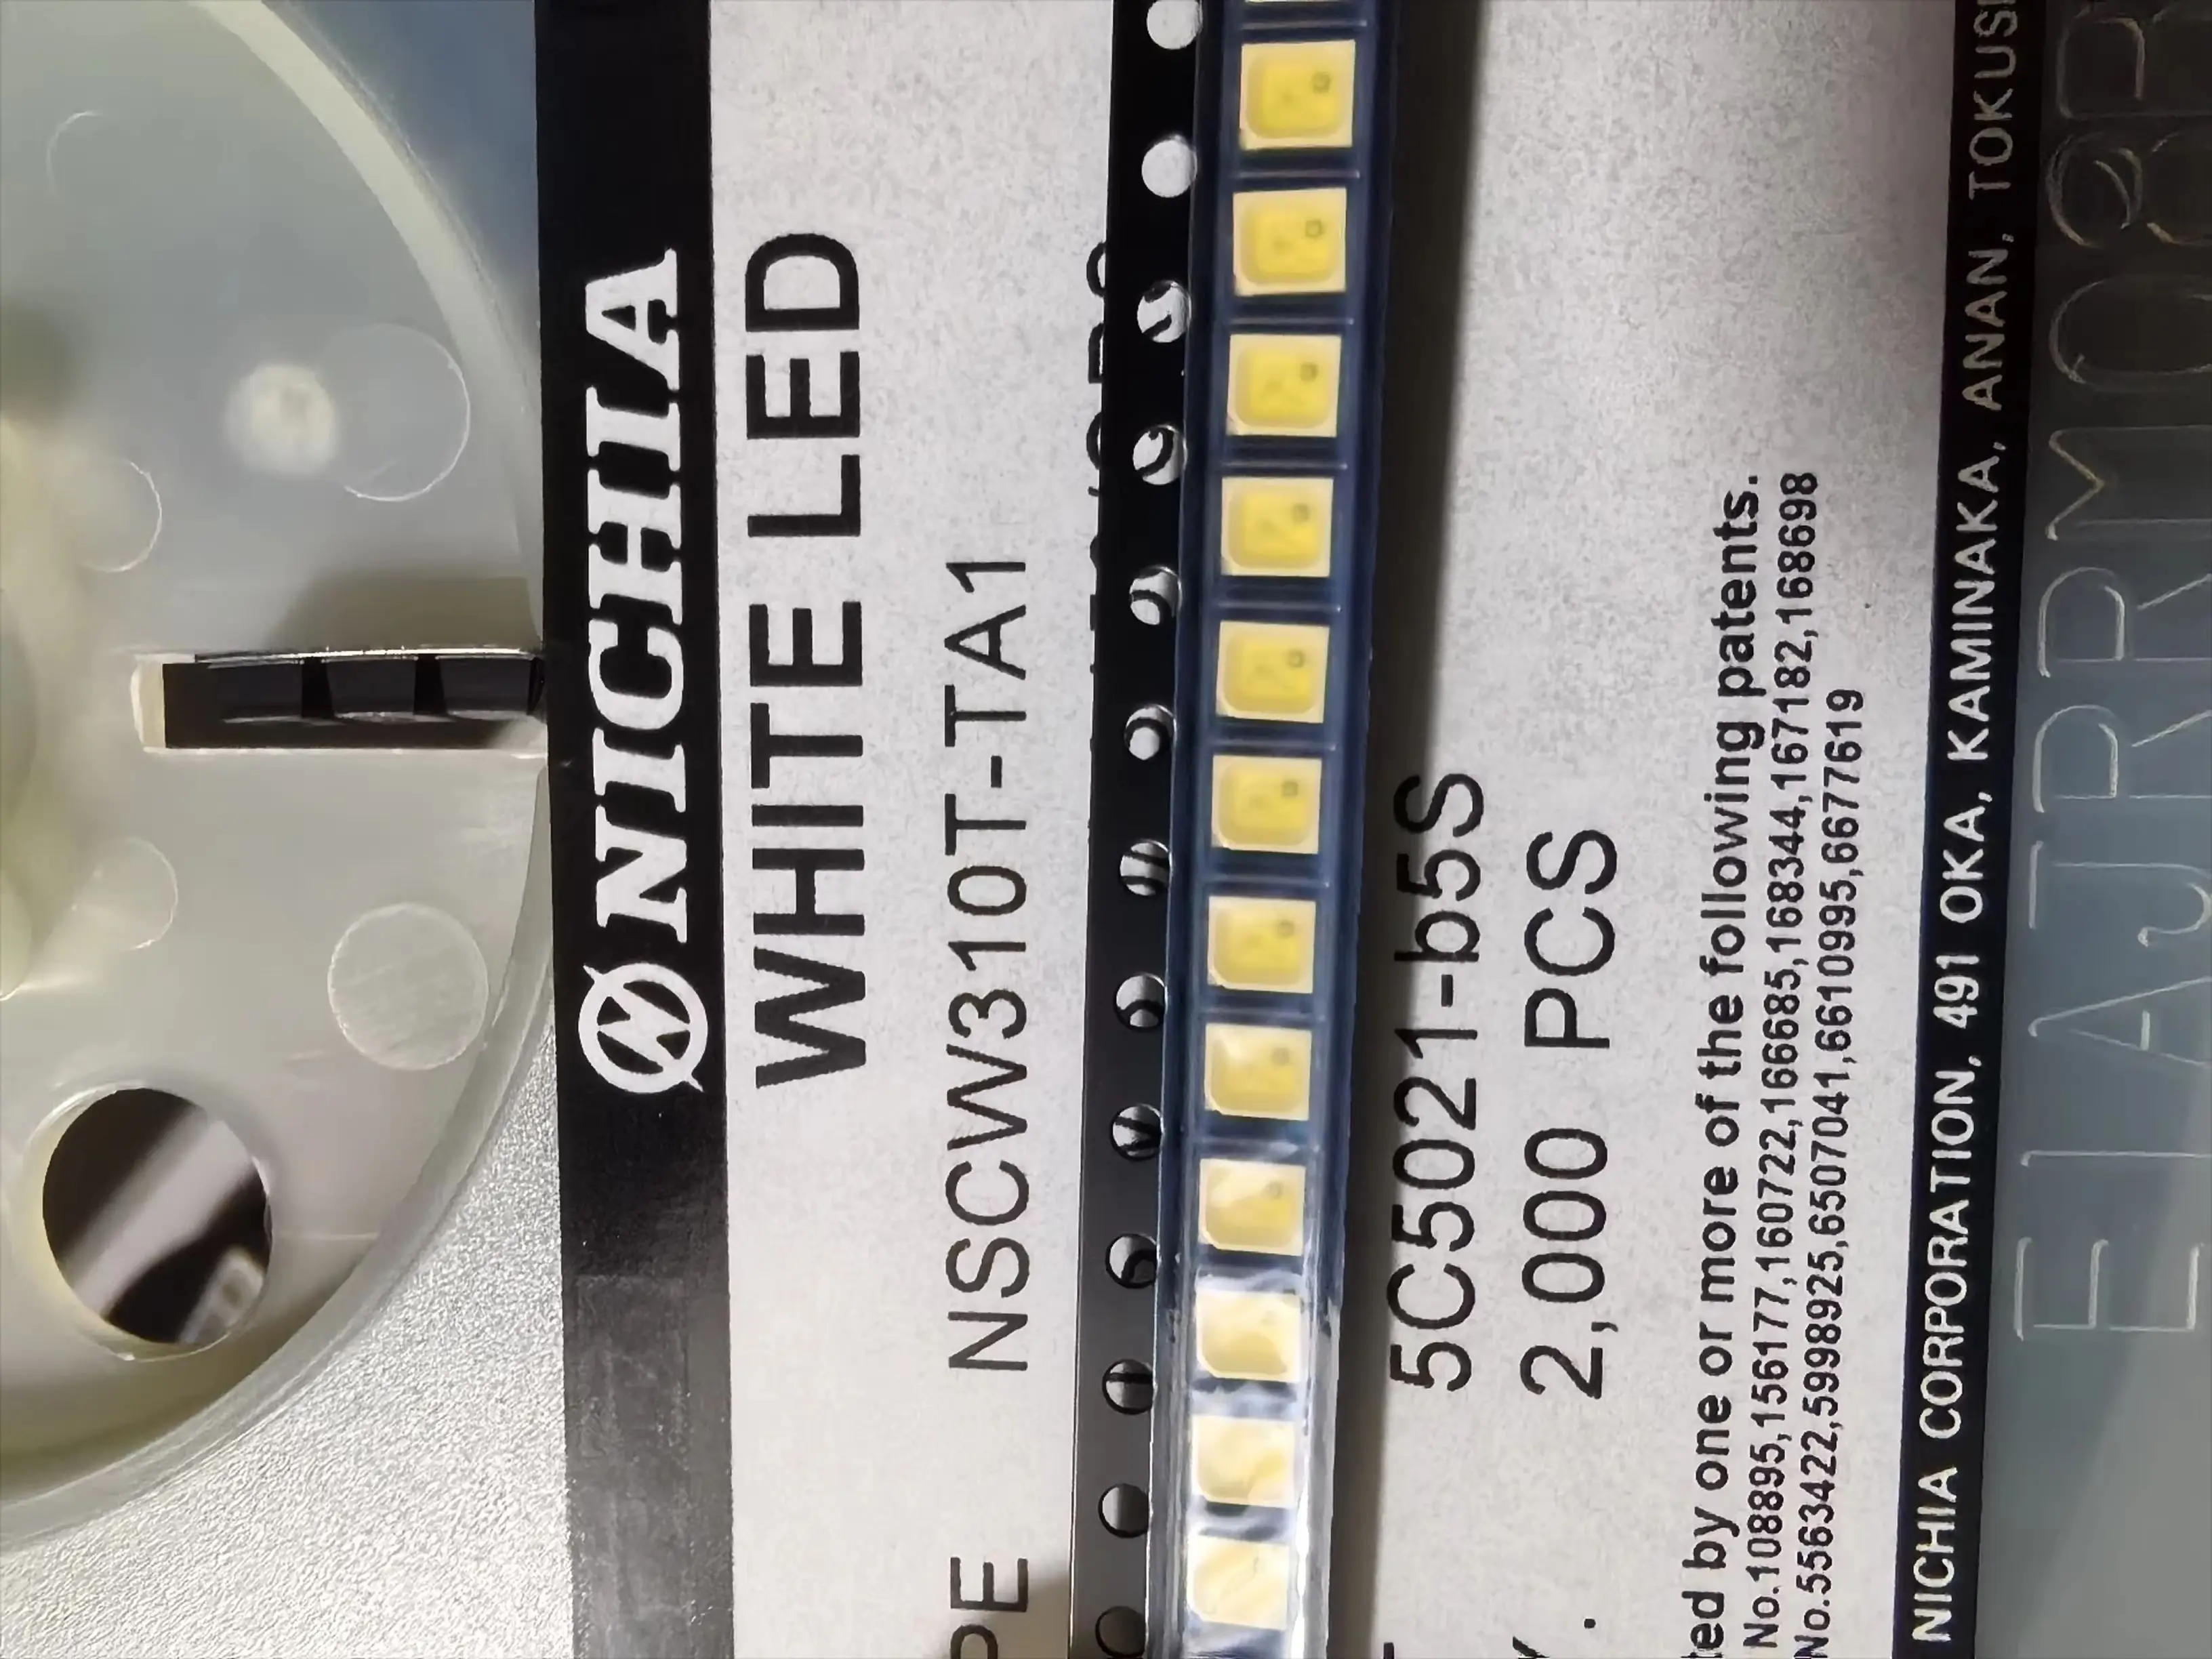 NICHIA
WHITE LED
PE NSCW310T-TA1
5C5021-b5S
2,000 PCS
ted by one or more of the following patents.
No.108895,156177,160722,166685,168344,167182,168698
No.5563422,5998925,6507041,6610995,6677619
NICHIA CORPORATION, 491 OKA, KAMINAKA, ANAN, TOKUSI
EIAJRRM08B